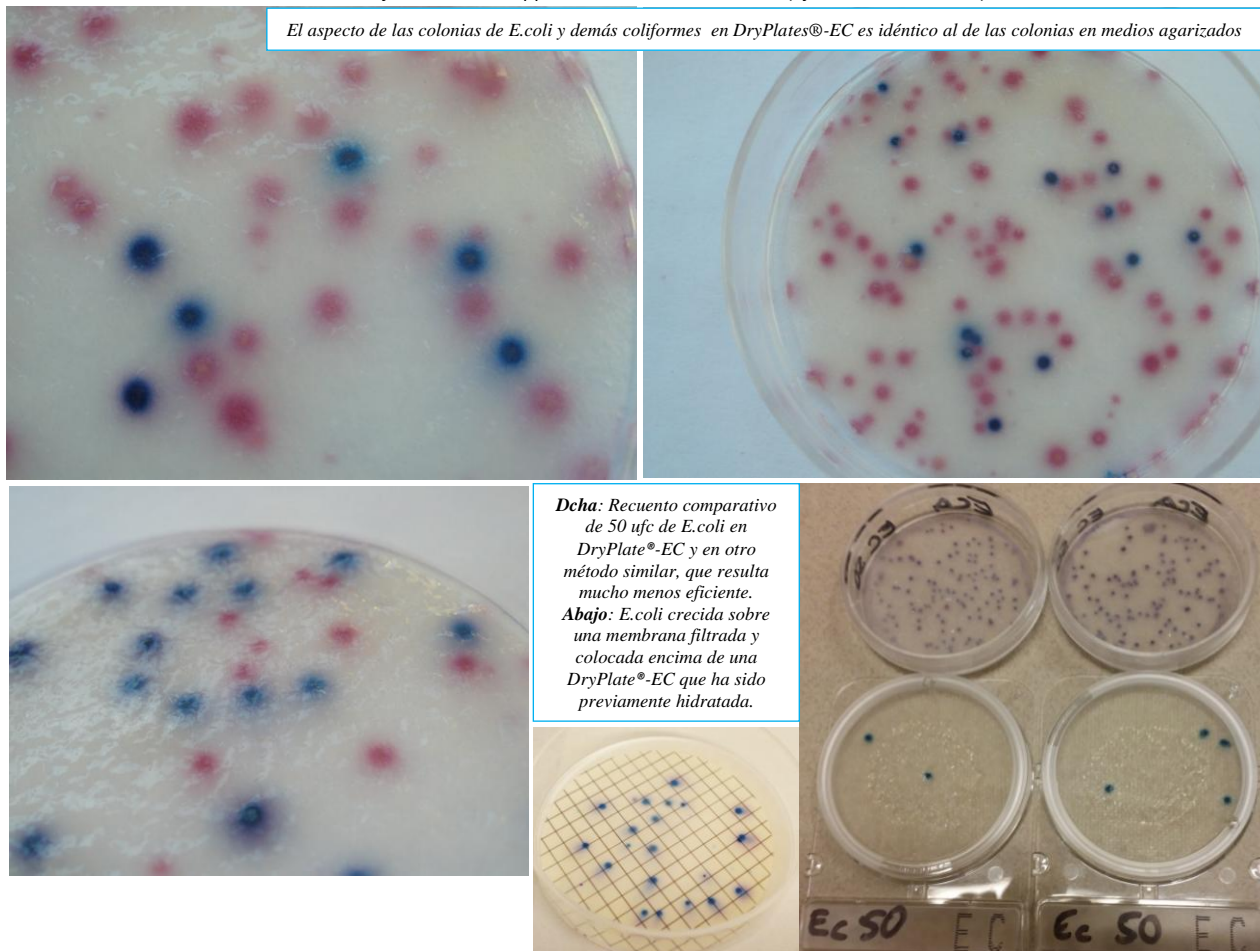 El aspecto de las colonias de E.coli y demás coliformes en DryPlates®-EC es idéntico al de las colonias en medios agarizados
Dcha: Recuento comparativo
de 50 ufc de E.coli en
DryPlate®-EC y en otro
método similar, que resulta
mucho menos eficiente.
Abajo: E.coli crecida sobre
una membrana filtrada y
colocada encima de una
DryPlate®-EC que ha sido
previamente hidratada.
Ec 50 EC
Ec 50 EC